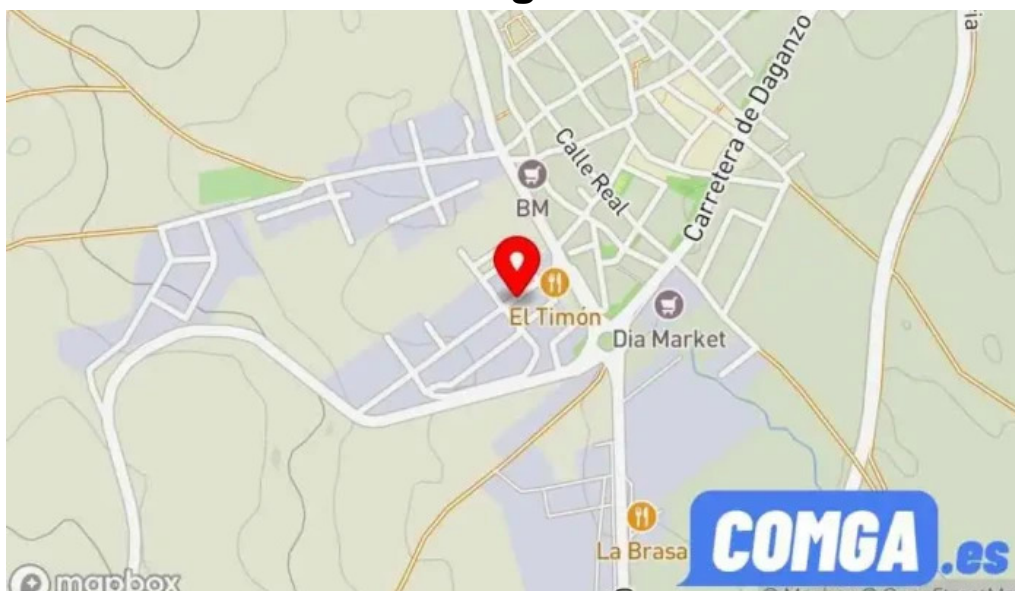 Carretera de Daganzo
Calle Real
BM
El Timón
Dia Market
La Brasa
COMGA.es
mapbox